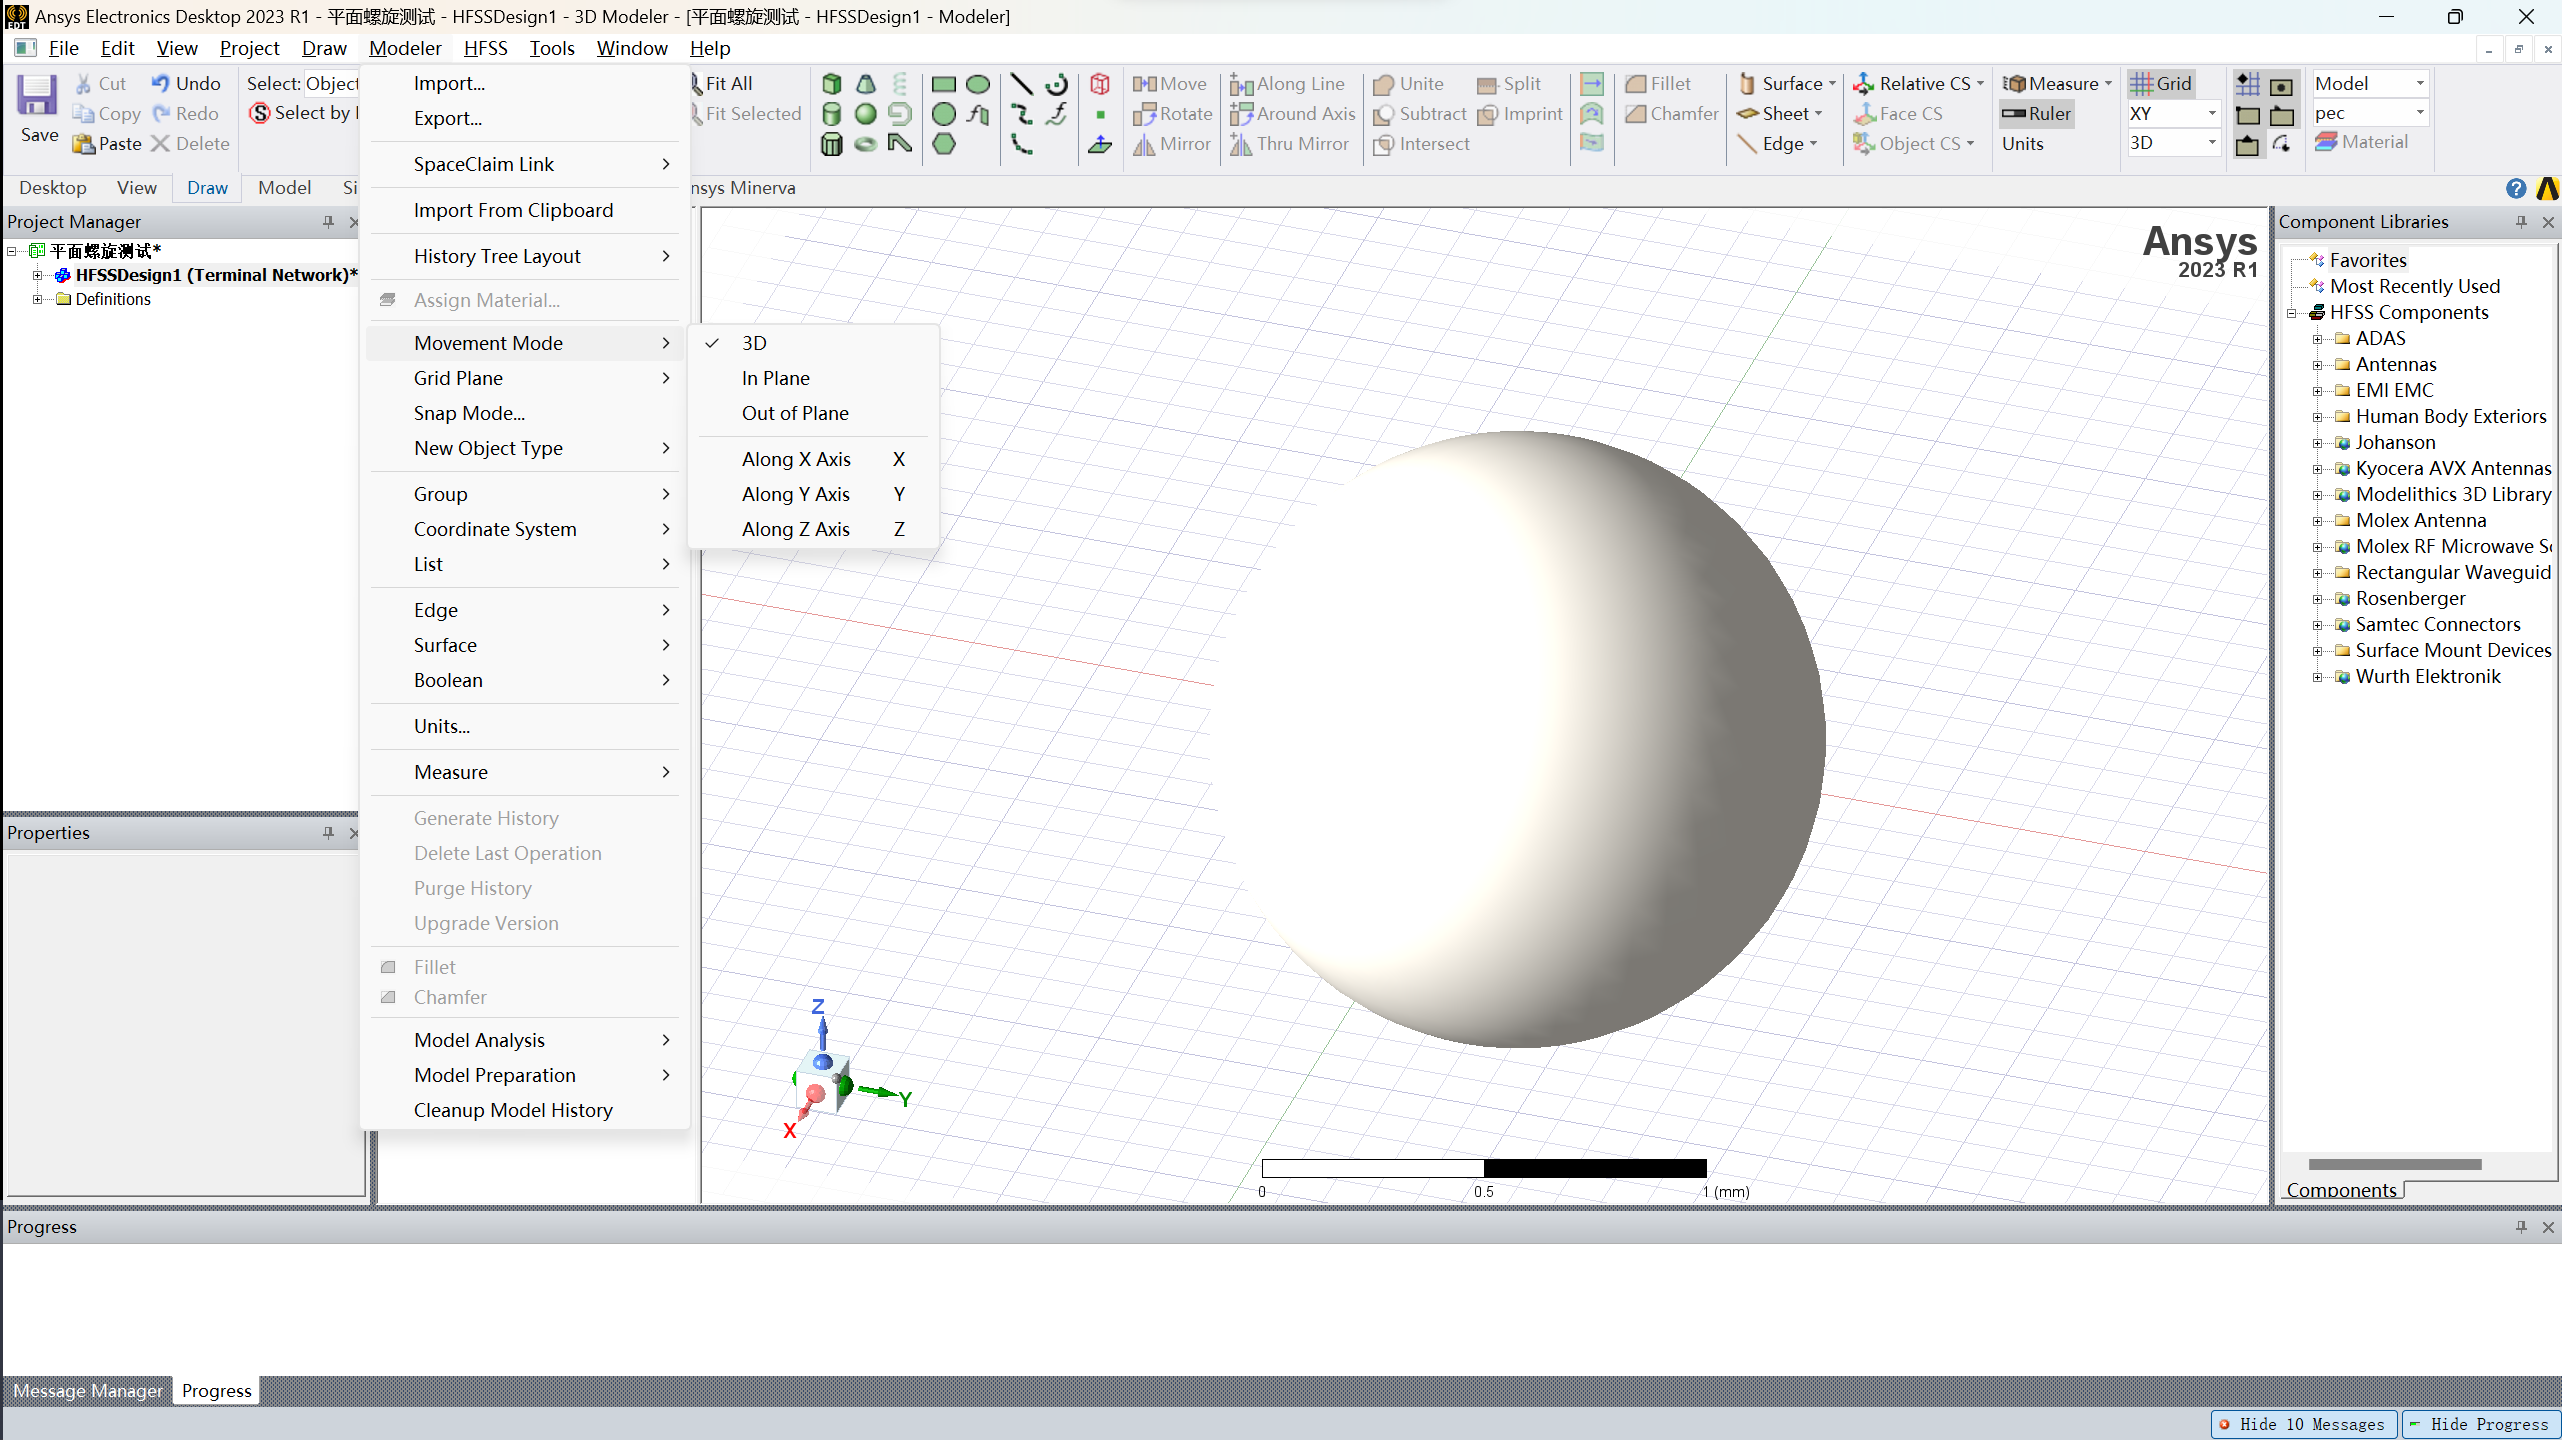 Ansys Electronics Desktop 2023 R1 - 平面螺旋测试 - HFSSDesign1 - 3D Modeler - [平面螺旋测试 - HFSSDesign1 - Modeler]
File Edit View Project Draw Modeler HFSS Tools Window Help
Save
Cut
Copy
Paste
Undo
Redo
Delete
Select: Object
Select by
Fit All
Fit Selected
Move
Rotate
Mirror
Along Line
Around Axis
Thru Mirror
Unite
Subtract
Intersect
Split
Imprint
Fillet
Chamfer
Surface
Sheet
Edge
Relative CS
Face CS
Object CS
Measure
Ruler
Units
Grid
XY
3D
Model
pec
Material
Desktop View Draw Model Si
nsys Minerva
Project Manager
平面螺旋测试*
HFSSDesign1 (Terminal Network)*
Definitions
Properties
Import...
Export...
SpaceClaim Link
Import From Clipboard
History Tree Layout
Assign Material...
Movement Mode
Grid Plane
Snap Mode...
New Object Type
Group
Coordinate System
List
Edge
Surface
Boolean
Units...
Measure
Generate History
Delete Last Operation
Purge History
Upgrade Version
Fillet
Chamfer
Model Analysis
Model Preparation
Cleanup Model History
3D
In Plane
Out of Plane
Along X Axis X
Along Y Axis Y
Along Z Axis Z
Ansys
2023 R1
Z
Y
X
0 0.5 1 (mm)
Component Libraries
Favorites
Most Recently Used
HFSS Components
ADAS
Antennas
EMI EMC
Human Body Exteriors
Johanson
Kyocera AVX Antennas
Modelithics 3D Library
Molex Antenna
Molex RF Microwave S
Rectangular Waveguid
Rosenberger
Samtec Connectors
Surface Mount Devices
Wurth Elektronik
Components
Progress
Message Manager Progress
Hide 10 Messages Hide Progress